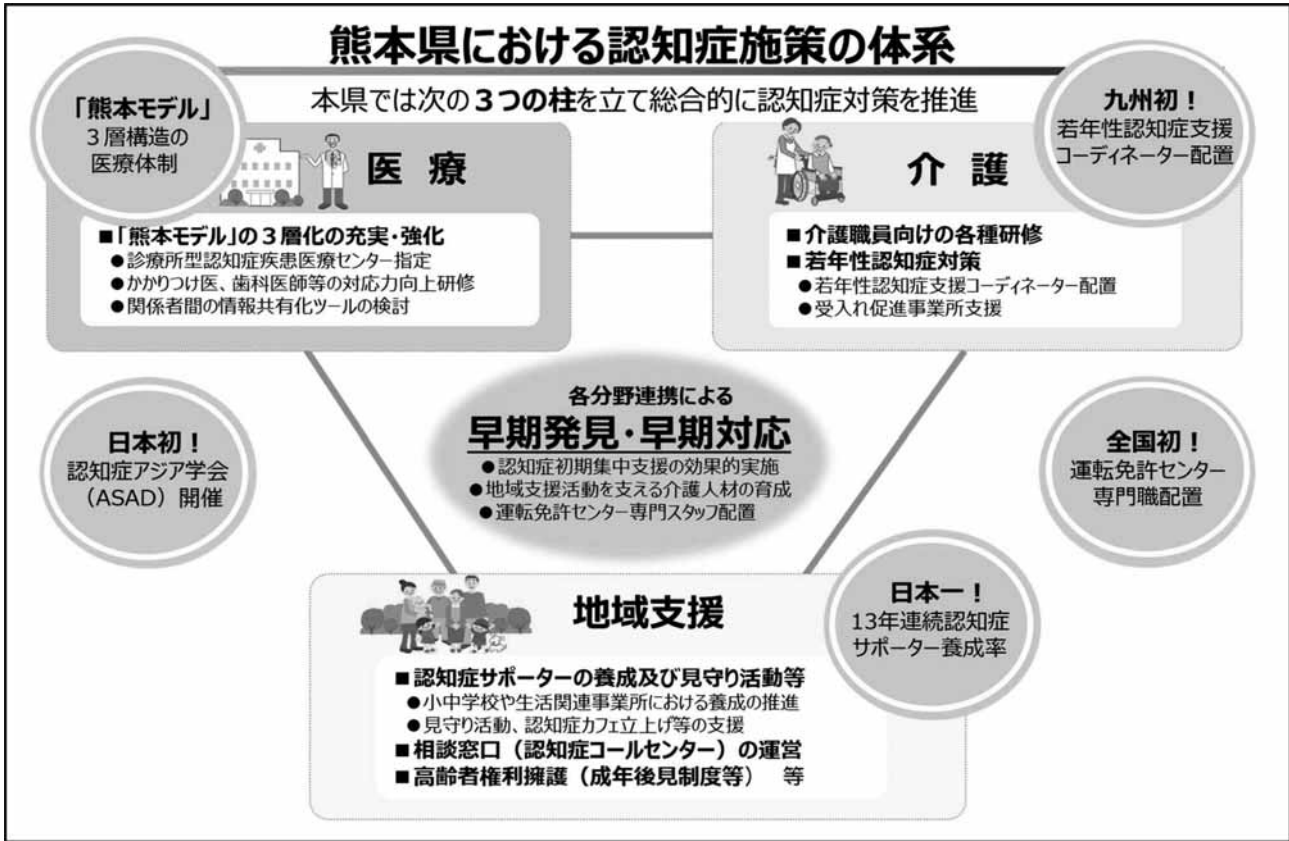 熊本県における認知症施策の体系
本県では次の3つの柱を立て総合的に認知症対策を推進
「熊本モデル」
3層構造の
医療体制
医 療
■「熊本モデル」の3層化の充実・強化
●診療所型認知症疾患医療センター指定
●かかりつけ医、歯科医師等の対応力向上研修
●関係者間の情報共有化ツールの検討
九州初！
若年性認知症支援
コーディネーター配置
介 護
■介護職員向けの各種研修
■若年性認知症対策
●若年性認知症支援コーディネーター配置
●受入れ促進事業所支援
各分野連携による
早期発見・早期対応
●認知症初期集中支援の効果的実施
●地域支援活動を支える介護人材の育成
●運転免許センター専門スタッフ配置
日本初！
認知症アジア学会
（ASAD）開催
全国初！
運転免許センター
専門職配置
地域支援
■認知症サポーターの養成及び見守り活動等
●小中学校や生活関連事業所における養成の推進
●見守り活動、認知症カフェ立上げ等の支援
■相談窓口（認知症コールセンター）の運営
■高齢者権利擁護（成年後見制度等） 等
日本一！
13年連続認知症
サポーター養成率